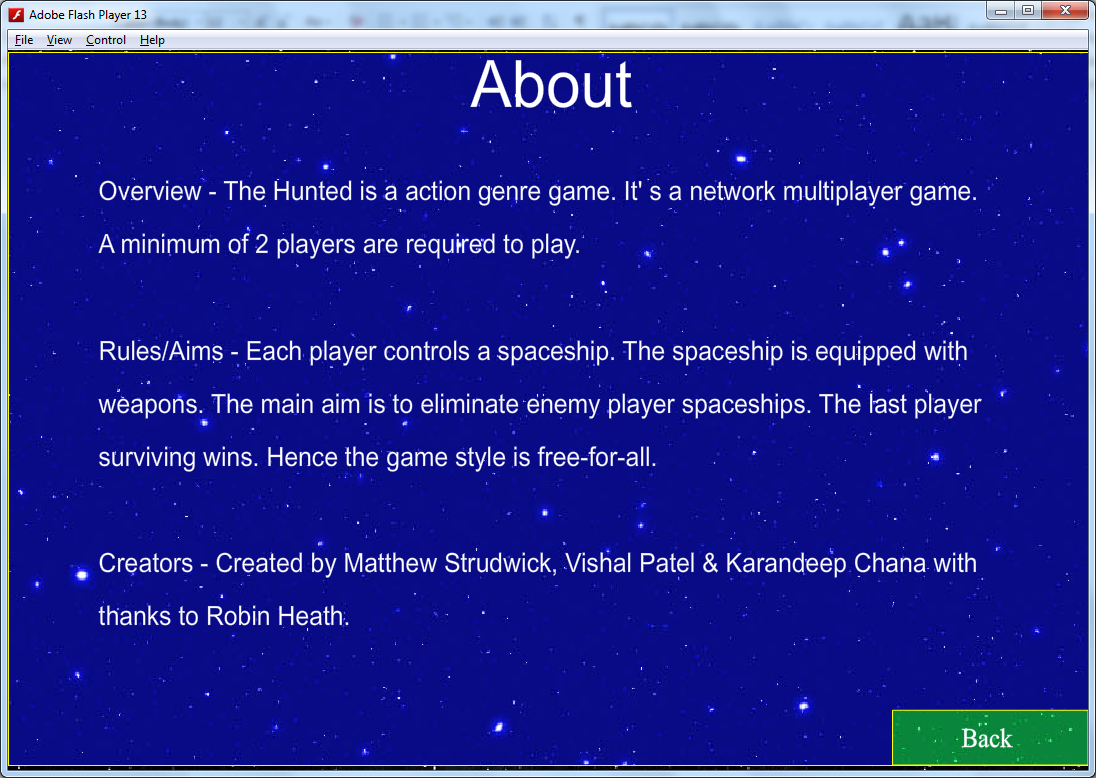 Adobe Flash Player 13
File View Control Help
About
Overview - The Hunted is a action genre game. It' s a network multiplayer game.
A minimum of 2 players are required to play.
Rules/Aims - Each player controls a spaceship. The spaceship is equipped with
weapons. The main aim is to eliminate enemy player spaceships. The last player
surviving wins. Hence the game style is free-for-all.
Creators - Created by Matthew Strudwick, Vishal Patel & Karandeep Chana with
thanks to Robin Heath.
Back